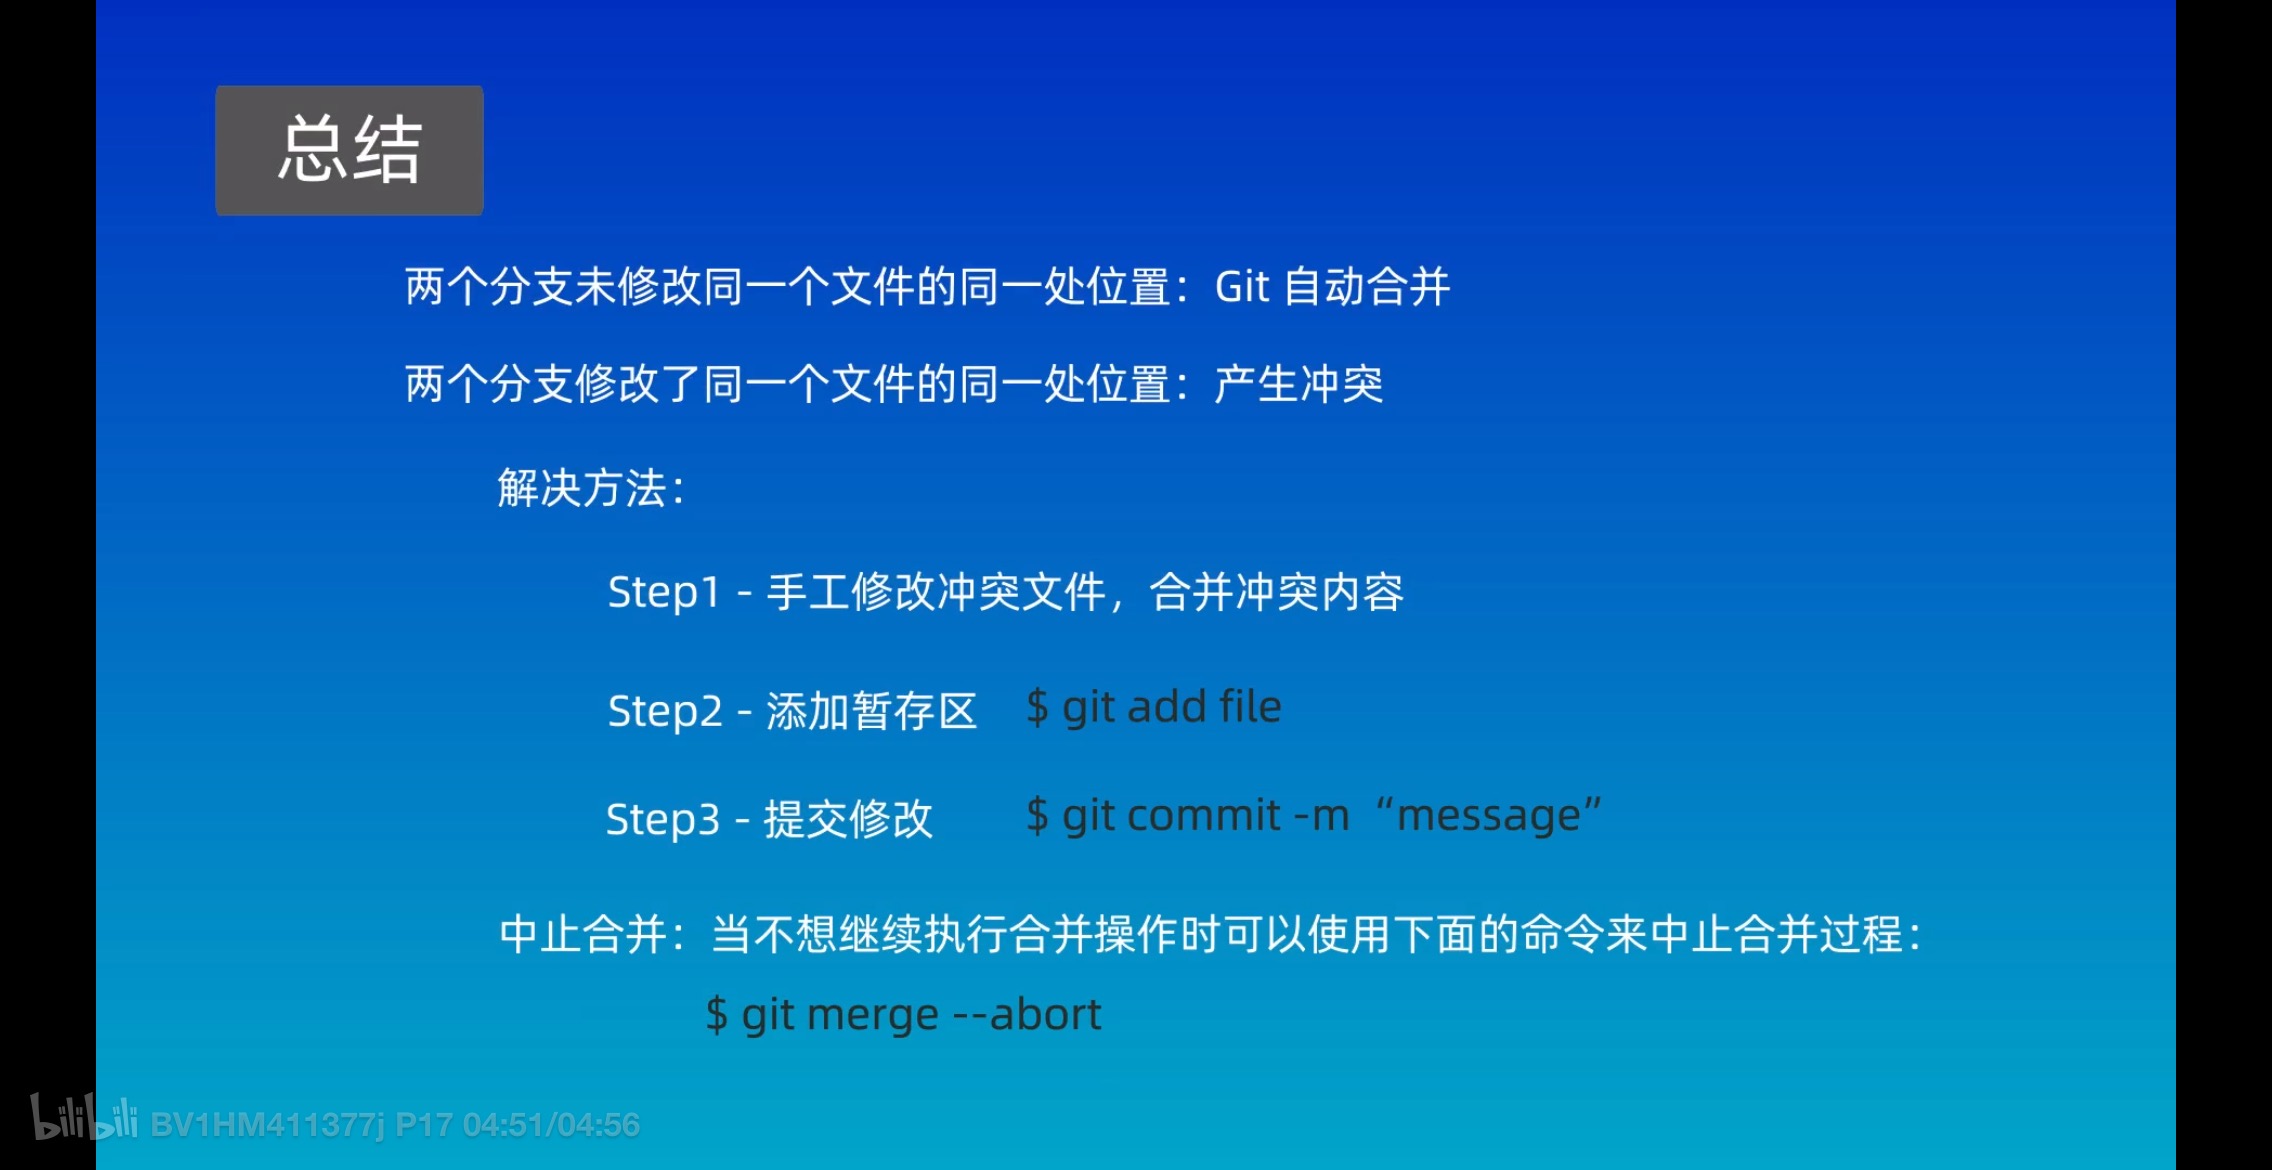 总结
两个分支未修改同一个文件的同一处位置：Git 自动合并
两个分支修改了同一个文件的同一处位置：产生冲突
解决方法：
Step1 - 手工修改冲突文件，合并冲突内容
Step2 - 添加暂存区 $ git add file
Step3 - 提交修改 $ git commit -m “message”
中止合并：当不想继续执行合并操作时可以使用下面的命令来中止合并过程：
$ git merge --abort
bilibili BV1HM411377j P17 04:51/04:56